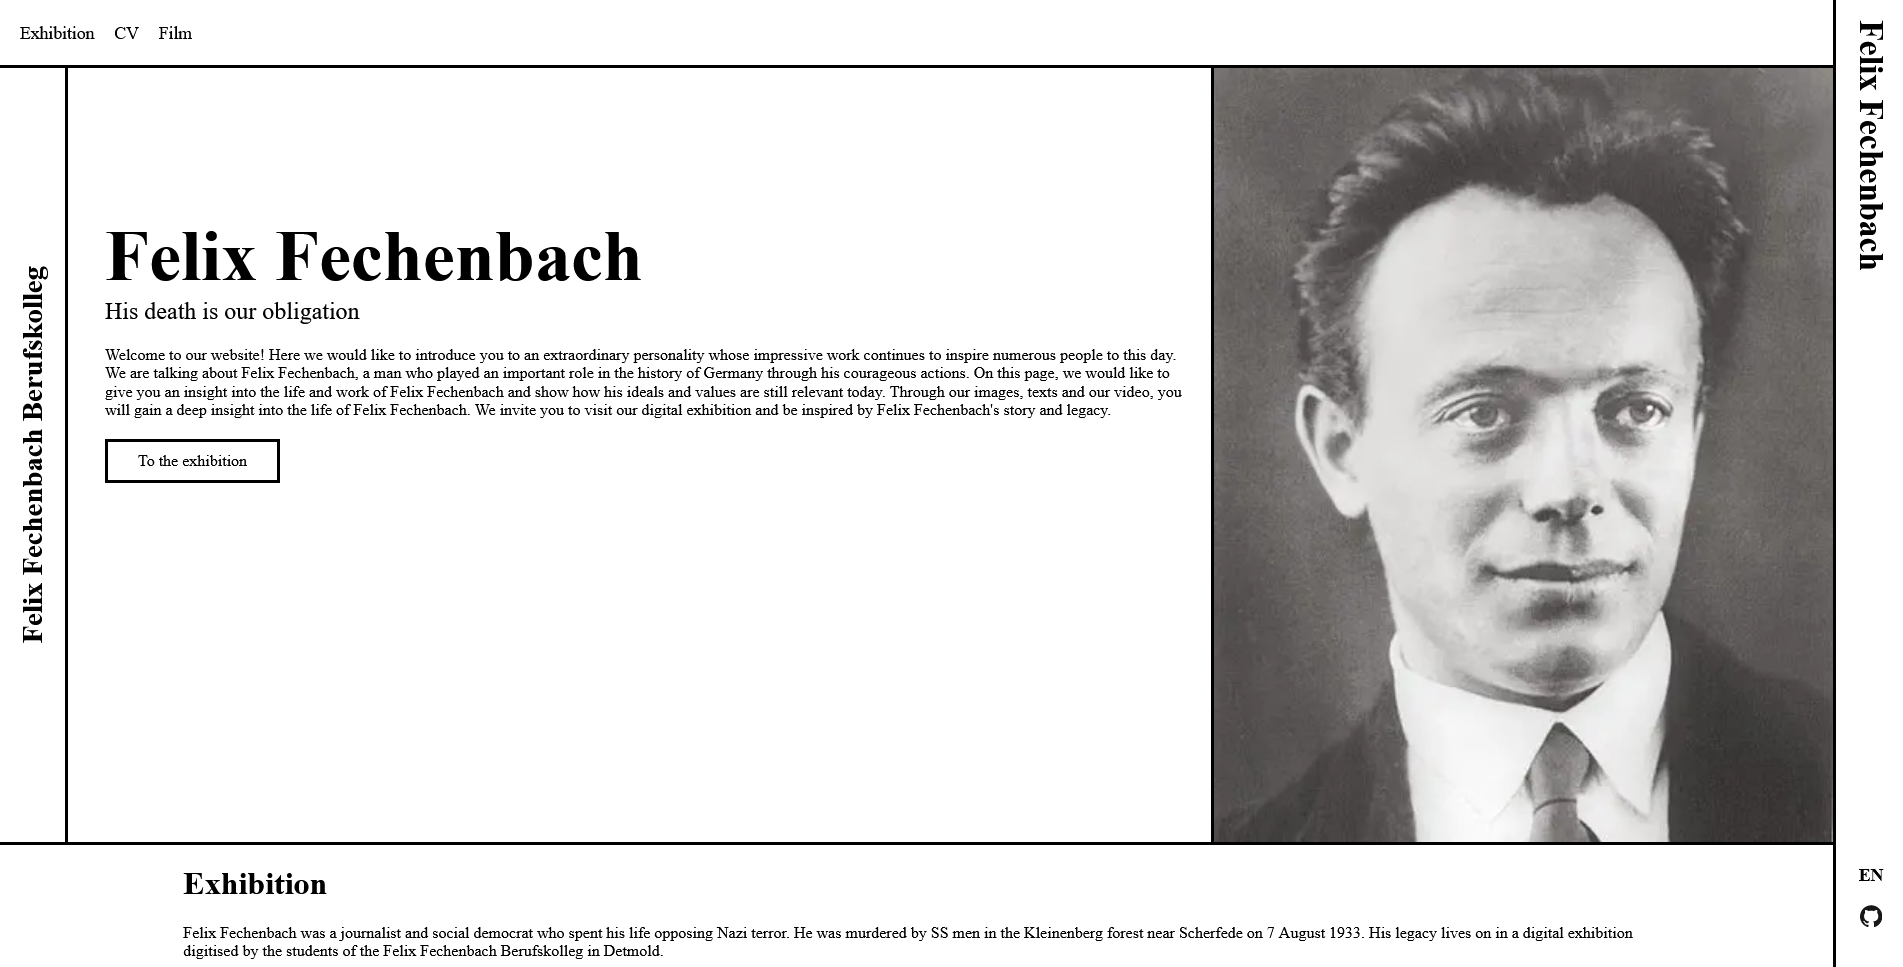 Exhibition CV Film
Felix Fechenbach
Felix Fechenbach Berufskolleg
Felix Fechenbach
His death is our obligation
Welcome to our website! Here we would like to introduce you to an extraordinary personality whose impressive work continues to inspire numerous people to this day.
We are talking about Felix Fechenbach, a man who played an important role in the history of Germany through his courageous actions. On this page, we would like to
give you an insight into the life and work of Felix Fechenbach and show how his ideals and values are still relevant today. Through our images, texts and our video, you
will gain a deep insight into the life of Felix Fechenbach. We invite you to visit our digital exhibition and be inspired by Felix Fechenbach's story and legacy.
To the exhibition
Exhibition
Felix Fechenbach was a journalist and social democrat who spent his life opposing Nazi terror. He was murdered by SS men in the Kleinenberg forest near Scherfede on 7 August 1933. His legacy lives on in a digital exhibition
digitised by the students of the Felix Fechenbach Berufskolleg in Detmold.
EN